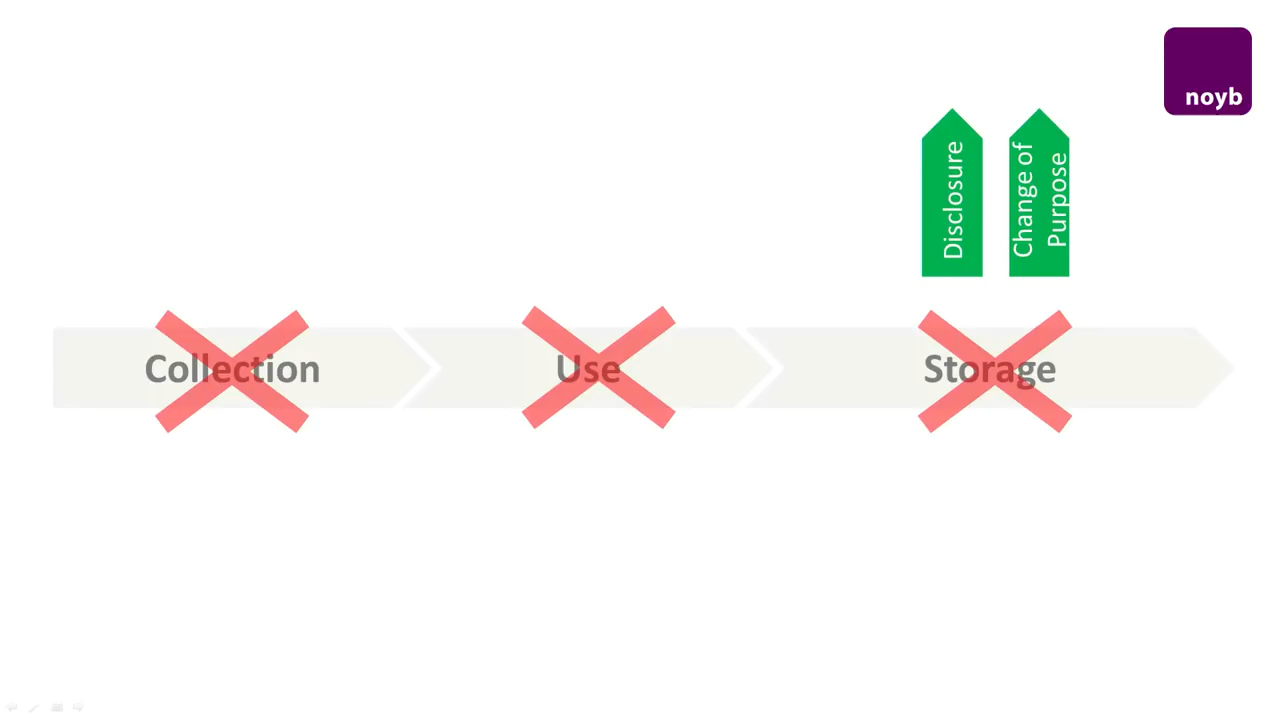 noyb
Disclosure
Change of
Purpose
Collection
Use
Storage